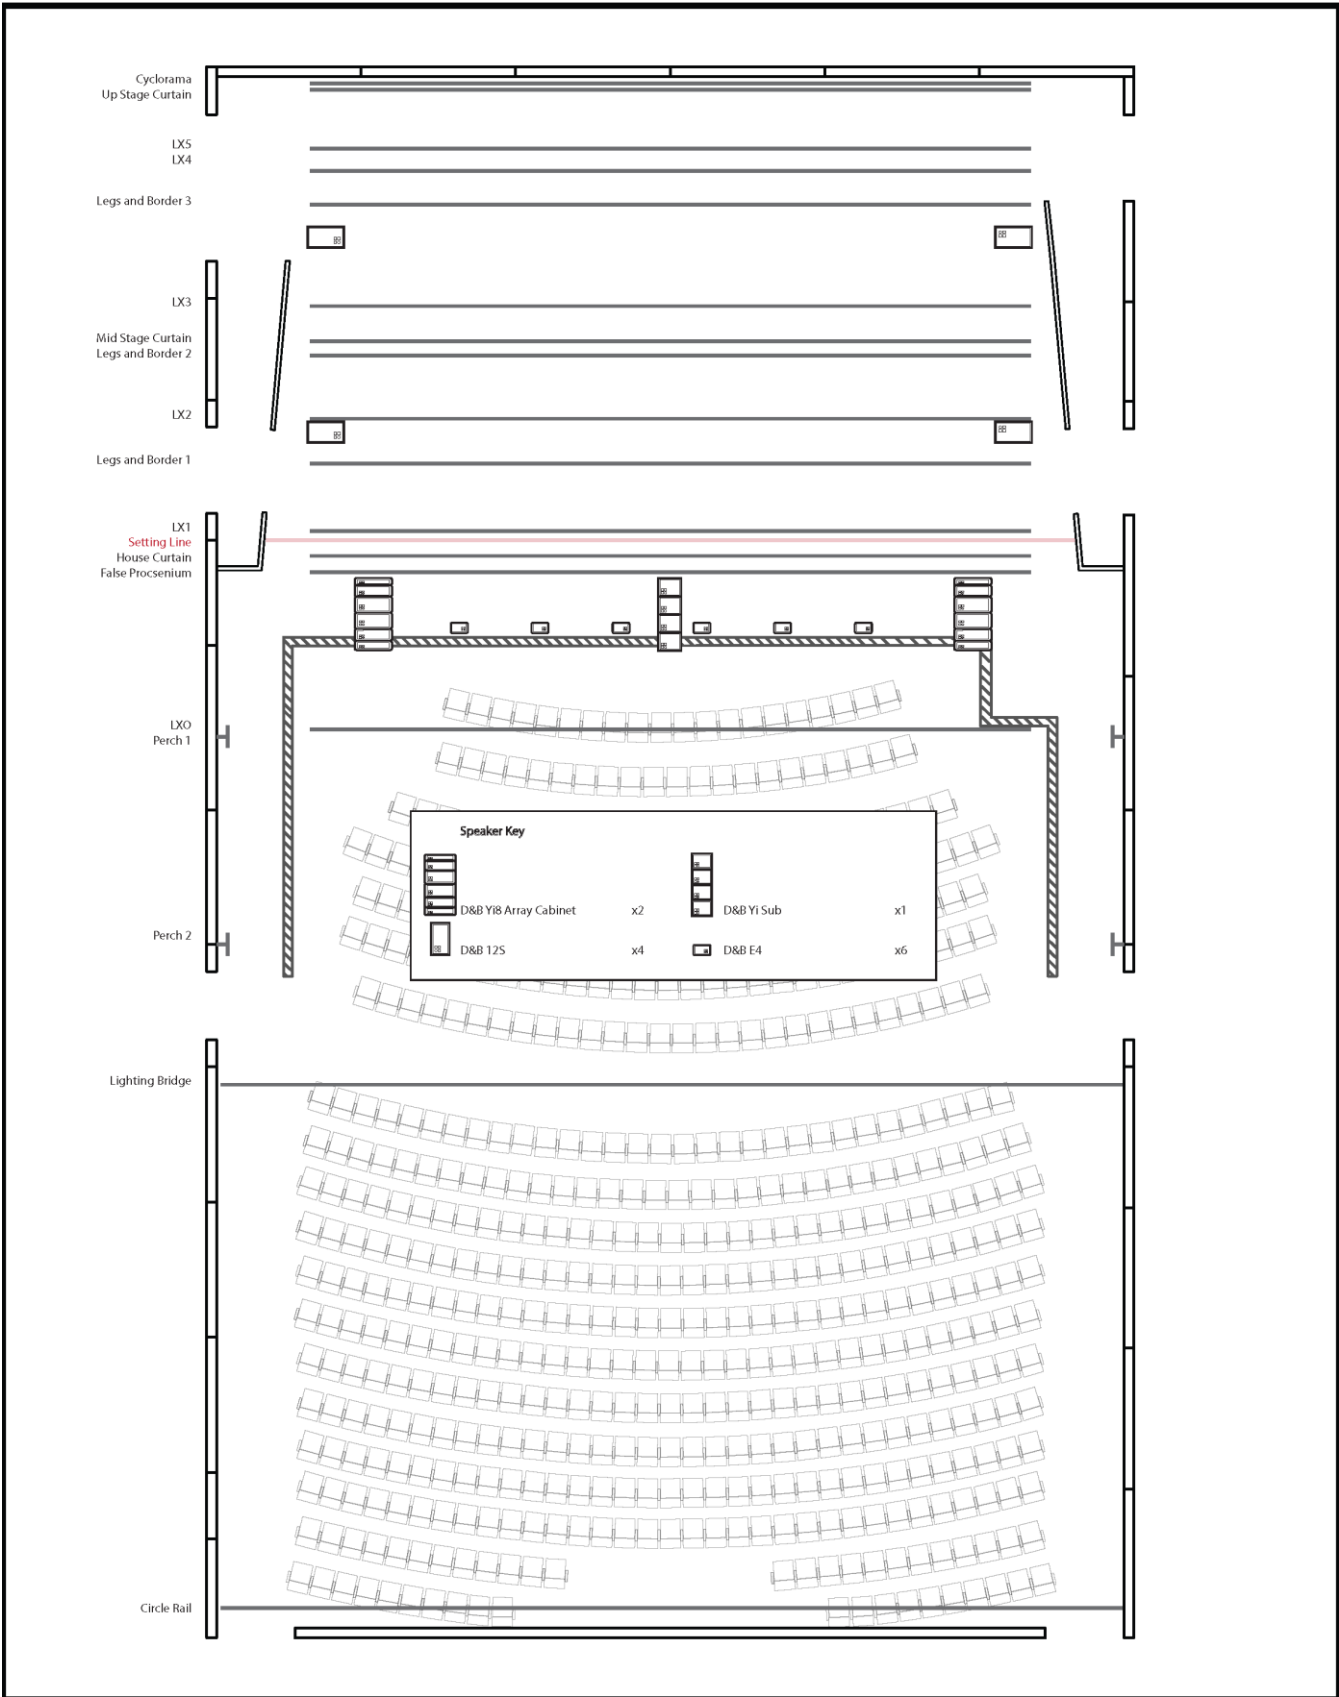 Cyclorama
Up Stage Curtain
LX5
LX4
Legs and Border 3
LX3
Mid Stage Curtain
Legs and Border 2
LX2
Legs and Border 1
LX1
Setting Line
House Curtain
False Procsenium
LXO
Perch 1
Speaker Key
D&B Yi8 Array Cabinet x2
D&B Yi Sub x1
D&B 12S x4
D&B E4 x6
Perch 2
Lighting Bridge
Circle Rail